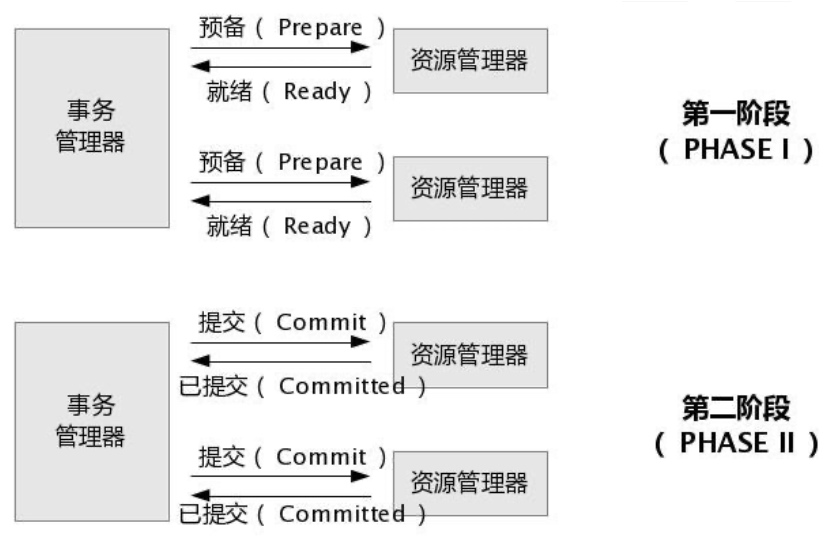 预备( Prepare )
资源管理器
就绪( Ready )
事务
管理器
第一阶段
( PHASE I )
预备( Prepare )
资源管理器
就绪( Ready )
提交( Commit )
资源管理器
已提交( Committed )
事务
管理器
第二阶段
( PHASE II )
提交( Commit )
资源管理器
已提交( Committed )